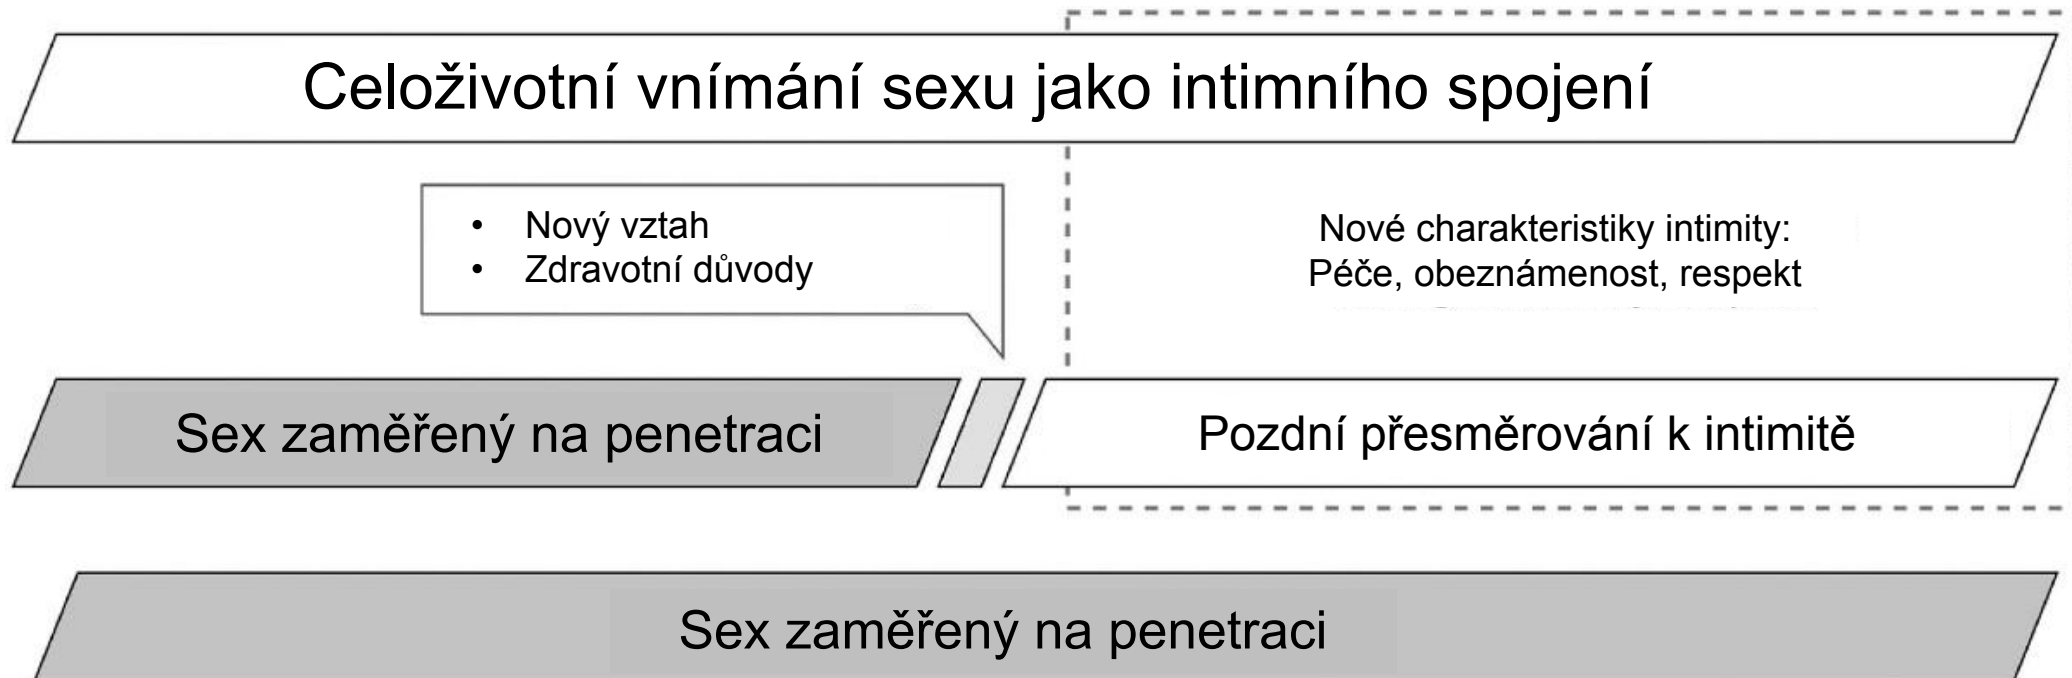 Celoživotní vnímání sexu jako intimního spojení
• Nový vztah
• Zdravotní důvody
Nové charakteristiky intimity:
Péče, obeznámenost, respekt
Sex zaměřený na penetraci
Pozdní přesměrování k intimitě
Sex zaměřený na penetraci